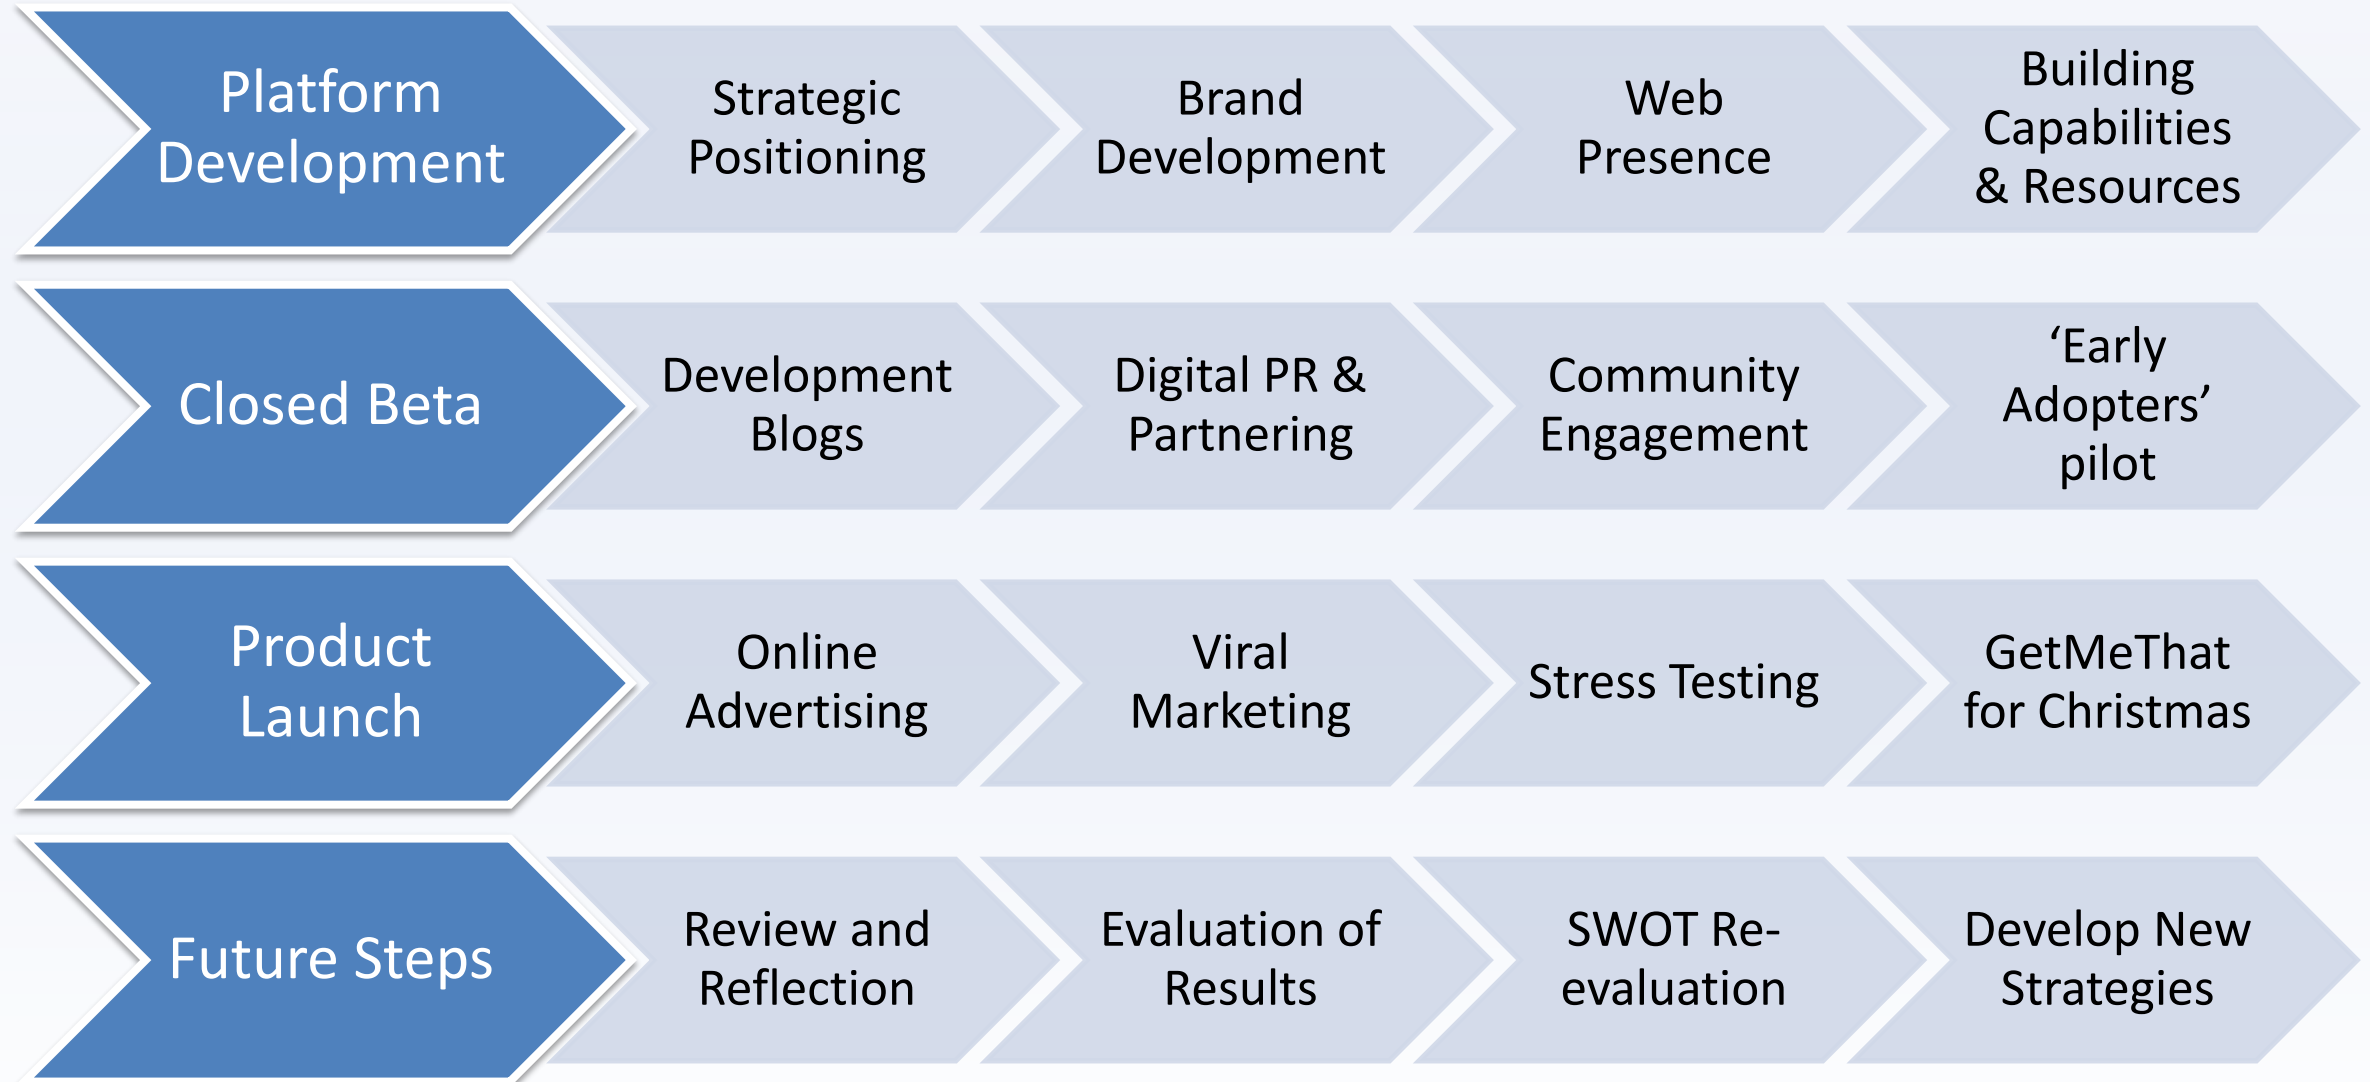 Platform
Development
Strategic
Positioning
Brand
Development
Web
Presence
Building
Capabilities
& Resources
Closed Beta
Development
Blogs
Digital PR &
Partnering
Community
Engagement
‘Early
Adopters’
pilot
Product
Launch
Online
Advertising
Viral
Marketing
Stress Testing
GetMeThat
for Christmas
Future Steps
Review and
Reflection
Evaluation of
Results
SWOT Re-
evaluation
Develop New
Strategies